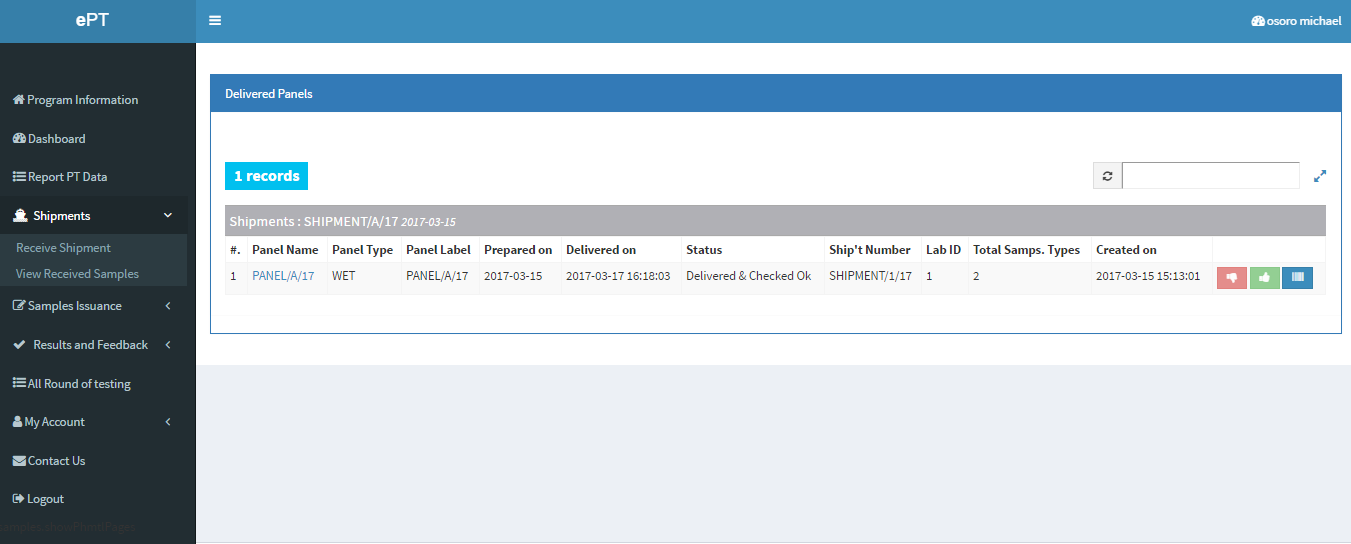 ePT
osoro michael
Program Information
Dashboard
Report PT Data
Shipments
Receive Shipment
View Received Samples
Samples Issuance
Results and Feedback
All Round of testing
My Account
Contact Us
Logout
Delivered Panels
1 records
Shipments : SHIPMENT/A/17 2017-03-15
#. Panel Name Panel Type Panel Label Prepared on Delivered on Status Ship't Number Lab ID Total Samps. Types Created on
1 PANEL/A/17 WET PANEL/A/17 2017-03-15 2017-03-17 16:18:03 Delivered & Checked Ok SHIPMENT/1/17 1 2 2017-03-15 15:13:01